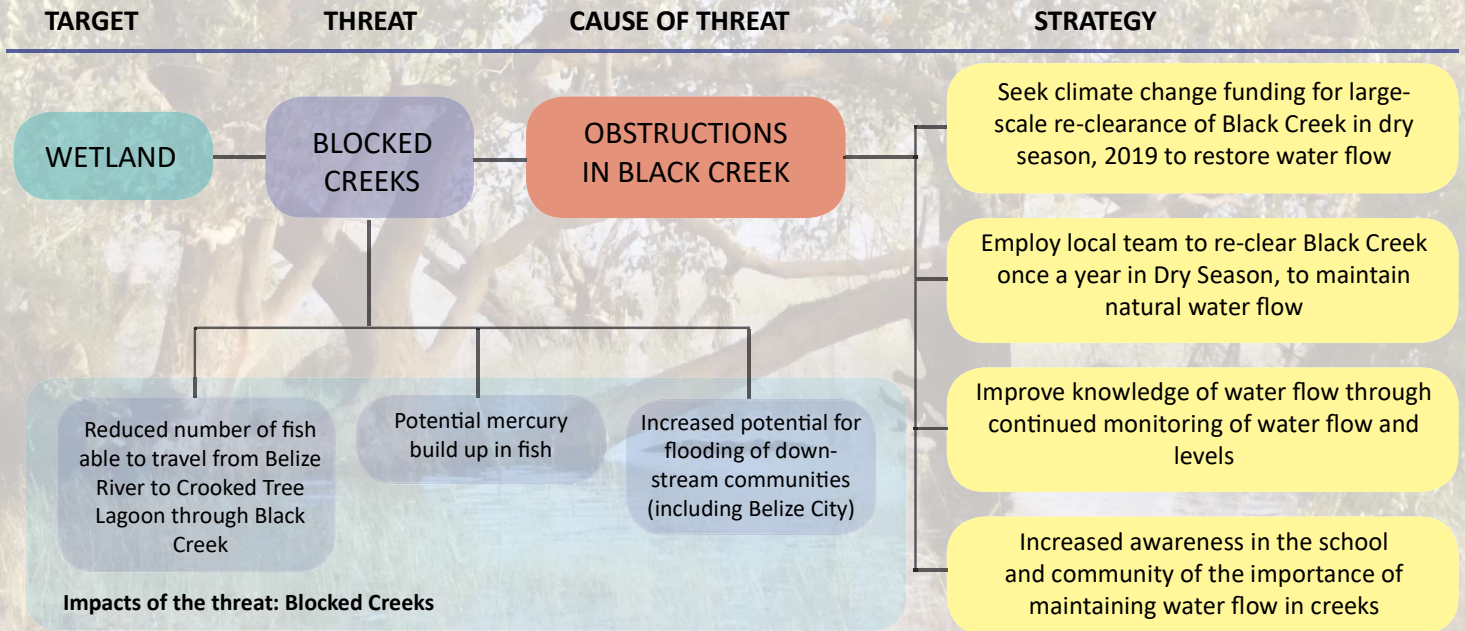 TARGET
THREAT
CAUSE OF THREAT
STRATEGY
WETLAND
BLOCKED
CREEKS
OBSTRUCTIONS
IN BLACK CREEK
Seek climate change funding for large-
scale re-clearance of Black Creek in dry
season, 2019 to restore water flow
Employ local team to re-clear Black Creek
once a year in Dry Season, to maintain
natural water flow
Improve knowledge of water flow through
continued monitoring of water flow and
levels
Increased awareness in the school
and community of the importance of
maintaining water flow in creeks
Reduced number of fish
able to travel from Belize
River to Crooked Tree
Lagoon through Black
Creek
Potential mercury
build up in fish
Increased potential for
flooding of down-
stream communities
(including Belize City)
Impacts of the threat: Blocked Creeks